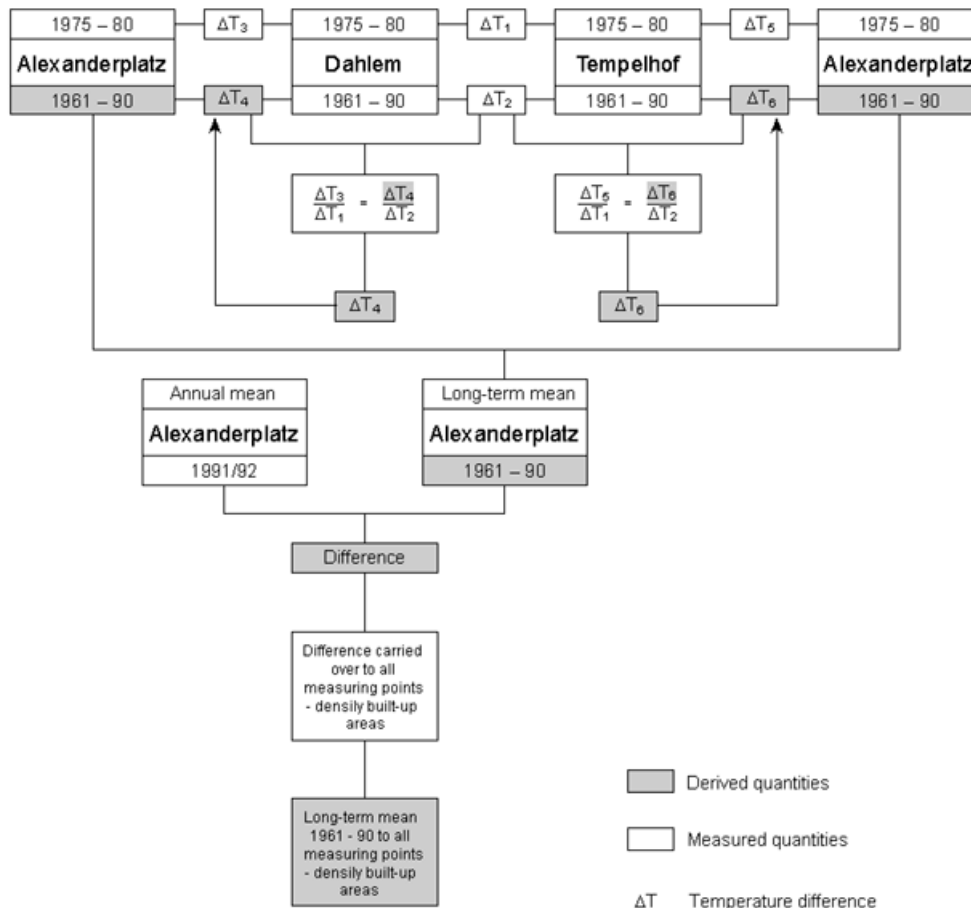 1975 – 80 ΔT₃ 1975 – 80 ΔT₁ 1975 – 80 ΔT₅ 1975 – 80
Alexanderplatz Dahlem Tempelhof Alexanderplatz
1961 – 90 ΔT₄ 1961 – 90 ΔT₂ 1961 – 90 ΔT₆ 1961 – 90
ΔT₃ ΔT₄ ΔT₅ ΔT₆
= =
ΔT₁ ΔT₂ ΔT₁ ΔT₂
ΔT₄ ΔT₆
Annual mean Long-term mean
Alexanderplatz Alexanderplatz
1991/92 1961 – 90
Difference
Difference carried
over to all
measuring points
- densily built-up
areas
Long-term mean
1961 - 90 to all
measuring points
- densily built-up
areas
Derived quantities
Measured quantities
ΔT Temperature difference